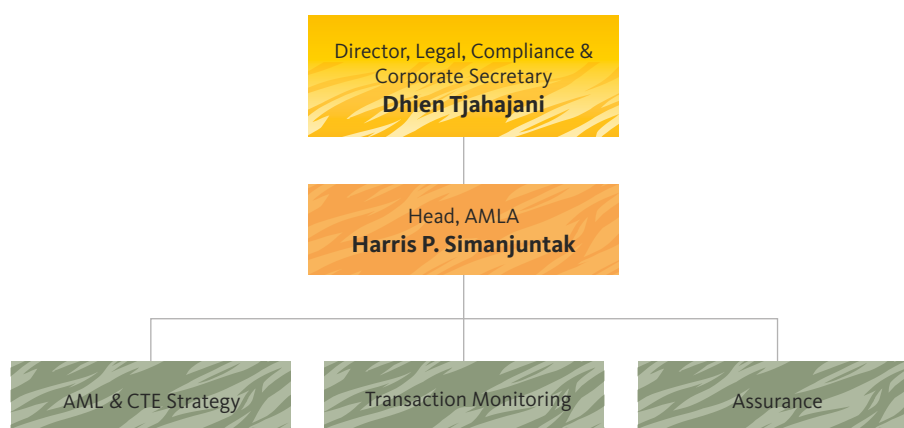 Director, Legal, Compliance &
Corporate Secretary
Dhien Tjahajani
Head, AMLA
Harris P. Simanjuntak
AML & CTE Strategy
Transaction Monitoring
Assurance